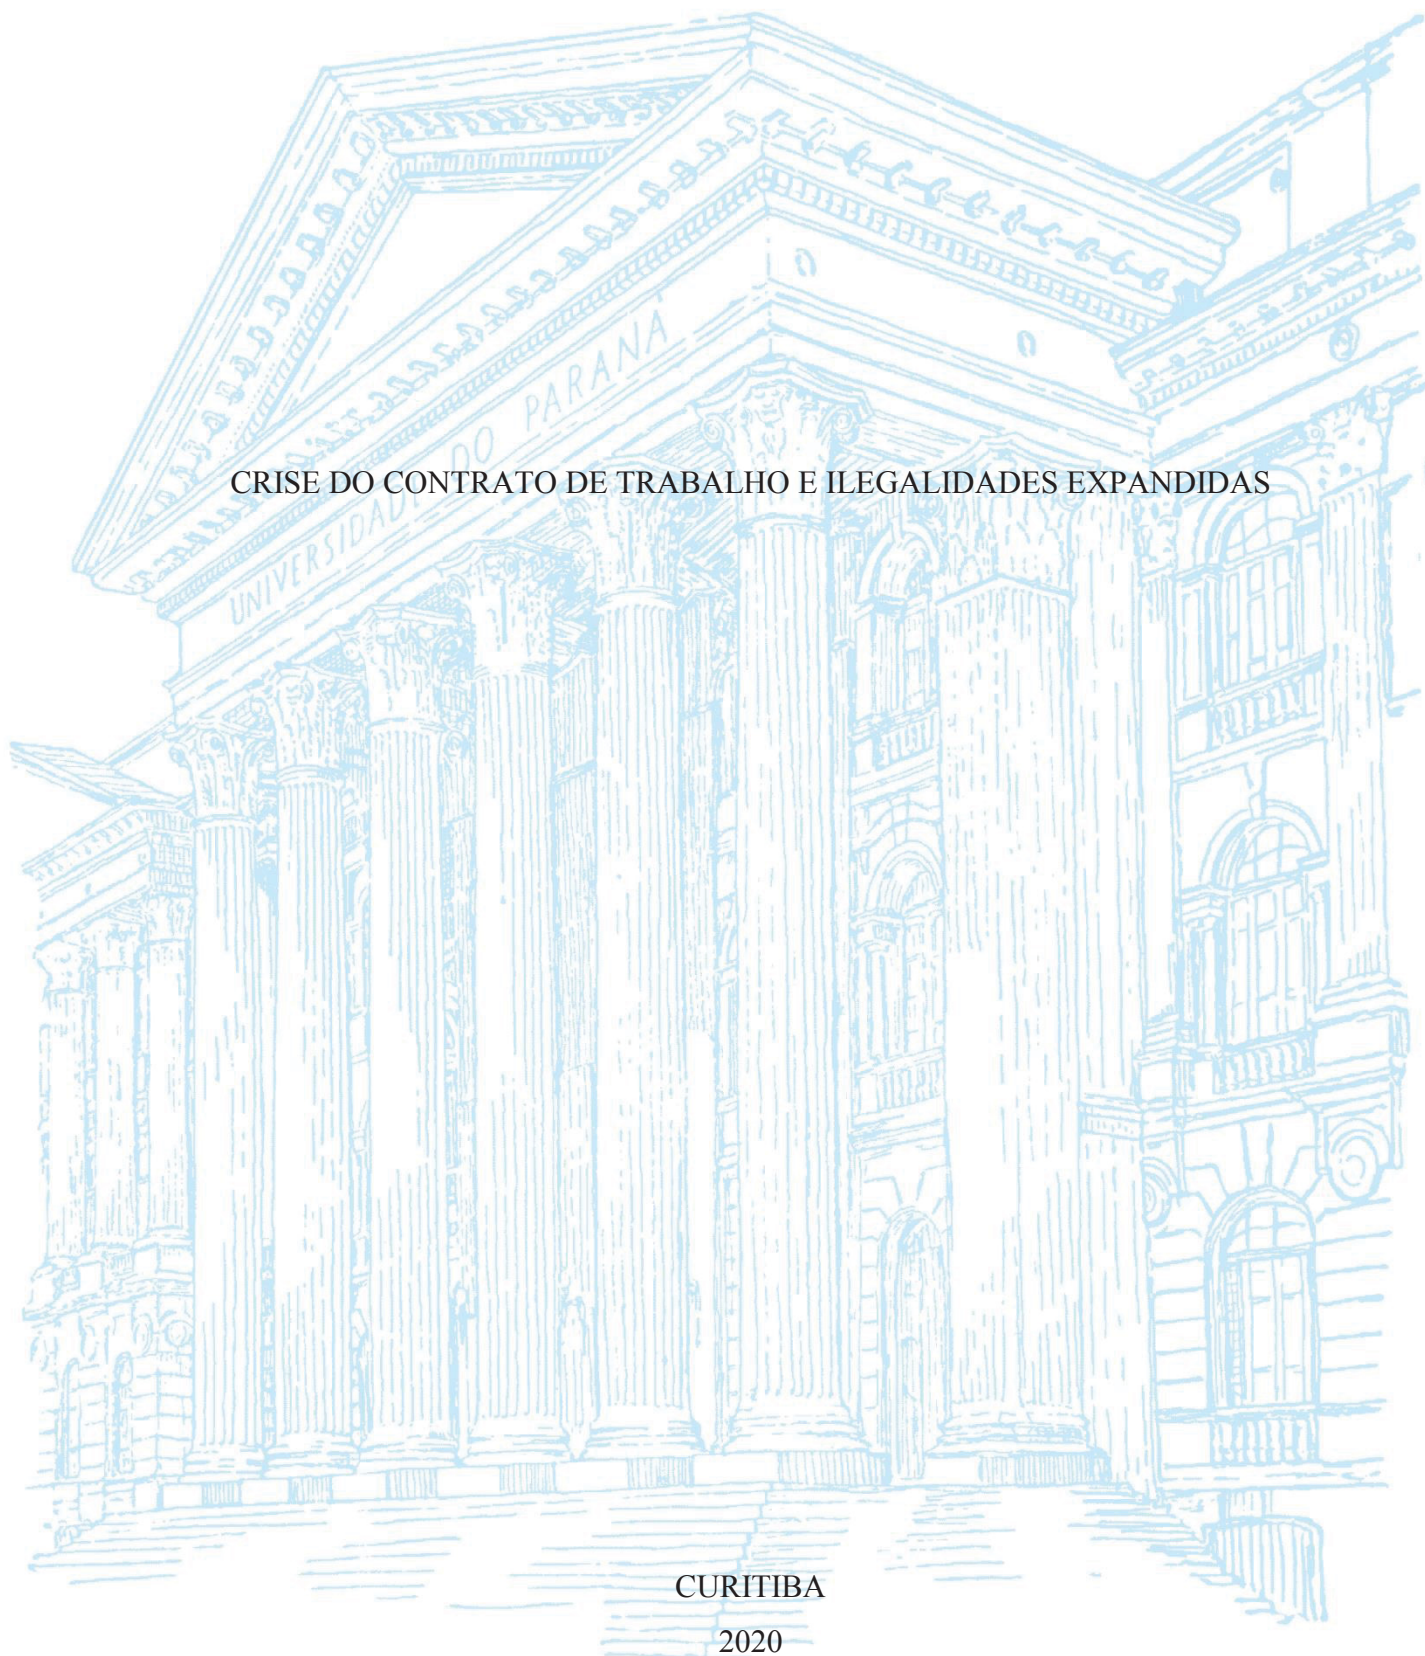 UNIVERSIDADE DO PARANÁ
CRISE DO CONTRATO DE TRABALHO E ILEGALIDADES EXPANDIDAS
CURITIBA
2020